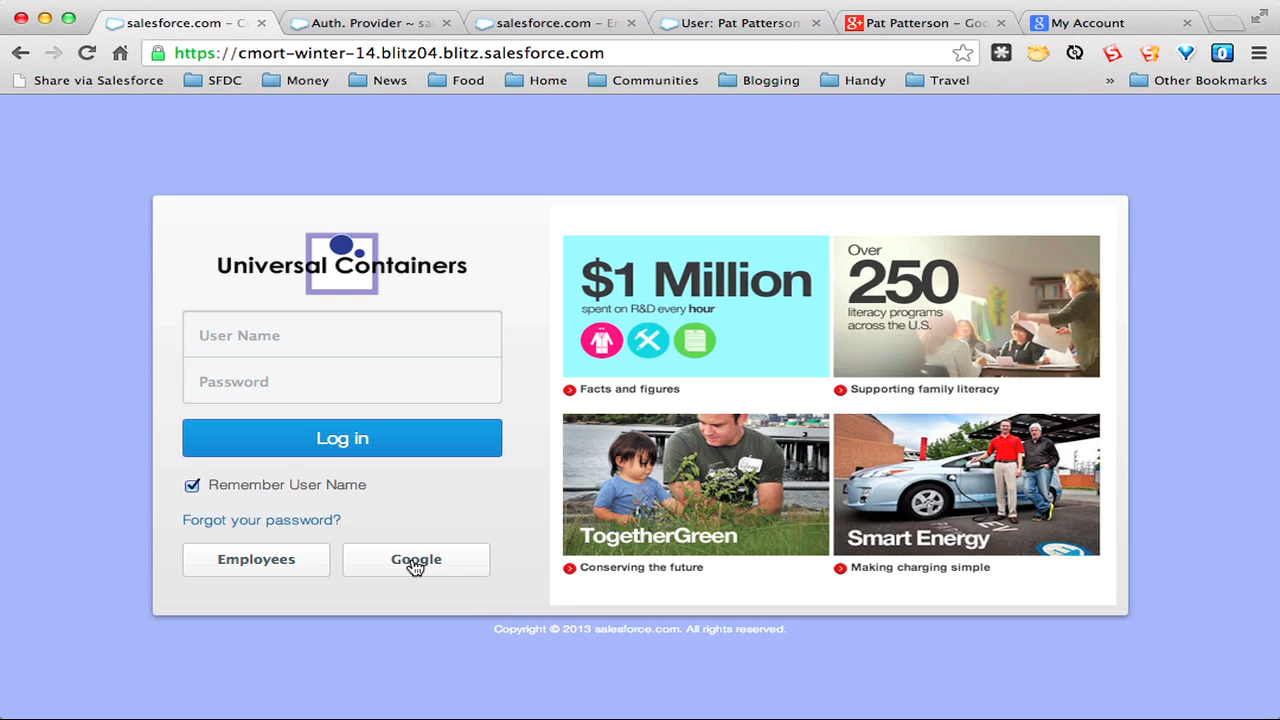 salesforce.com – C
Auth. Provider ~ sa
salesforce.com – Er
User: Pat Patterson
Pat Patterson – Goo
My Account
https://cmort-winter-14.blitz04.blitz.salesforce.com
Share via Salesforce
SFDC
Money
News
Food
Home
Communities
Blogging
Handy
Travel
»
Other Bookmarks
Universal Containers
User Name
Password
Log in
Remember User Name
Forgot your password?
Employees
Google
$1 Million
spent on R&D every hour
Facts and figures
Over
250
literacy programs
across the U.S.
Supporting family literacy
TogetherGreen
Conserving the future
Smart Energy
EV
Making charging simple
Copyright © 2013 salesforce.com. All rights reserved.